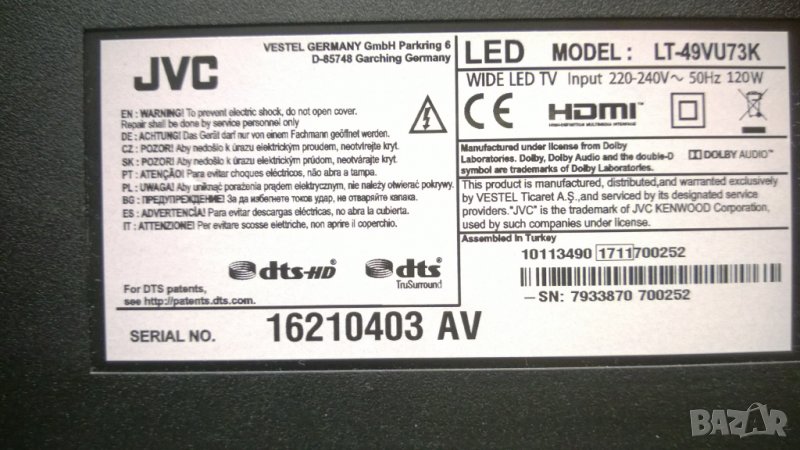 JVC
VESTEL GERMANY GmbH Parkring 6
D-85748 Garching Germany
EN : WARNING! To prevent electric shock, do not open cover.
Repair shall be done by service personnel only
DE : ACHTUNG! Das Gerät darf nur von einem Fachmann geöffnet werden.
CZ : POZOR! Aby nedošlo k úrazu elektrickým proudem, neotvírejte kryt.
SK : POZOR! Aby nedošlo k úrazu elektrickým prúdom, neotvárajte kryt.
PT : ATENÇÃO! Para evitar choques eléctricos, não abra a tampa.
PL : UWAGA! Aby uniknąć porażenia prądem elektrycznym, nie należy otwierać pokrywy.
BG : ПРЕДУПРЕЖДЕНИЕ! За да избегнете токов удар, не отваряйте капака.
ES : ADVERTENCIA! Para evitar descargas eléctricas, no abra la cubierta.
IT : ATTENZIONE! Per evitare scosse elettriche, non aprire il coperchio.
dts-HD dts
TruSurround
For DTS patents,
see http://patents.dts.com.
SERIAL NO. 16210403 AV
LED MODEL : LT-49VU73K
WIDE LED TV Input 220-240V~ 50Hz 120W
CE HDMI
HIGH-DEFINITION MULTIMEDIA INTERFACE
Manufactured under license from Dolby
Laboratories. Dolby, Dolby Audio and the double-D
symbol are trademarks of Dolby Laboratories.
DOLBY AUDIO™
This product is manufactured, distributed,and warranted exclusively
by VESTEL Ticaret A.Ş.,and serviced by its designated service
providers."JVC" is the trademark of JVC KENWOOD Corporation,
used by such companies under license.
Assembled in Turkey
10113490 1711 700252
-SN: 7933870 700252
BAZAR